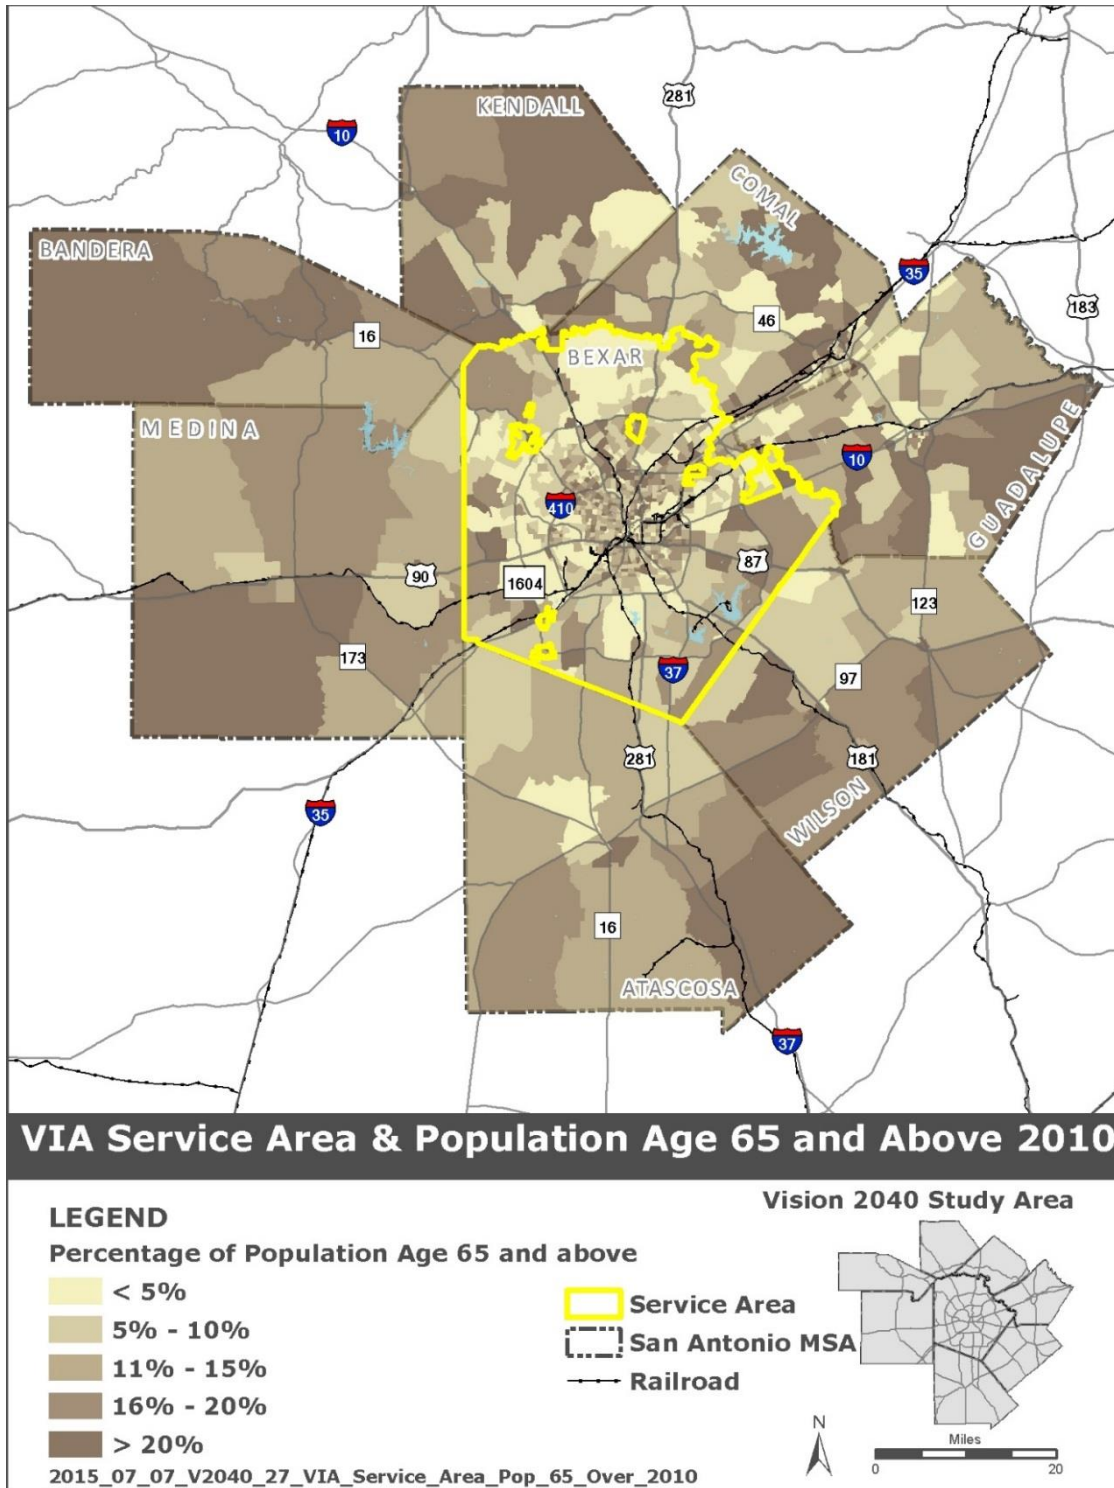 KENDALL
281
10
COMAL
BANDERA
35
183
16
46
BEXAR
MEDINA
GUADALUPE
10
410
87
90
1604
123
173
97
37
281
181
WILSON
35
16
ATASCOSA
37
VIA Service Area & Population Age 65 and Above 2010
Vision 2040 Study Area
LEGEND
Percentage of Population Age 65 and above
< 5%
5% - 10%
11% - 15%
16% - 20%
> 20%
Service Area
San Antonio MSA
Railroad
N
Miles
0 20
2015_07_07_V2040_27_VIA_Service_Area_Pop_65_Over_2010